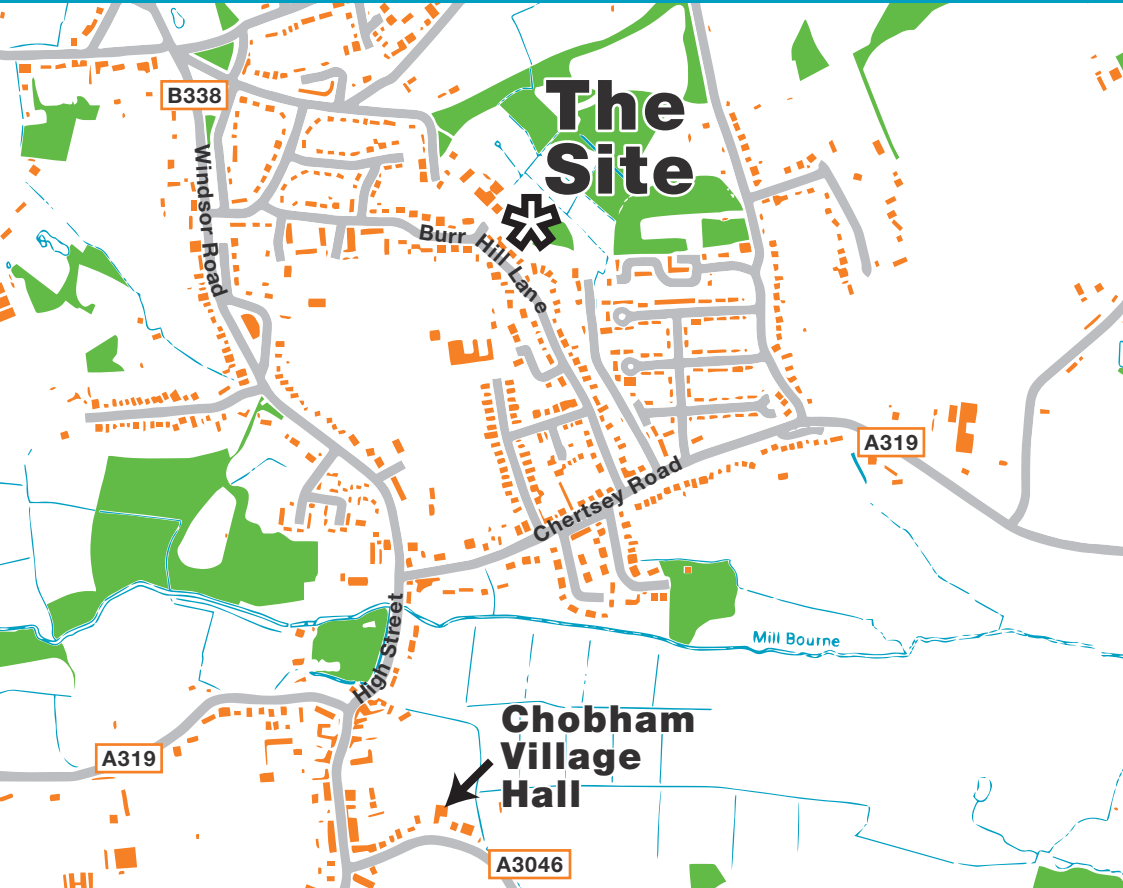 B338
The
Site
Windsor Road
Burr Hill Lane
A319
Chertsey Road
High Street
Mill Bourne
Chobham
Village
Hall
A319
A3046